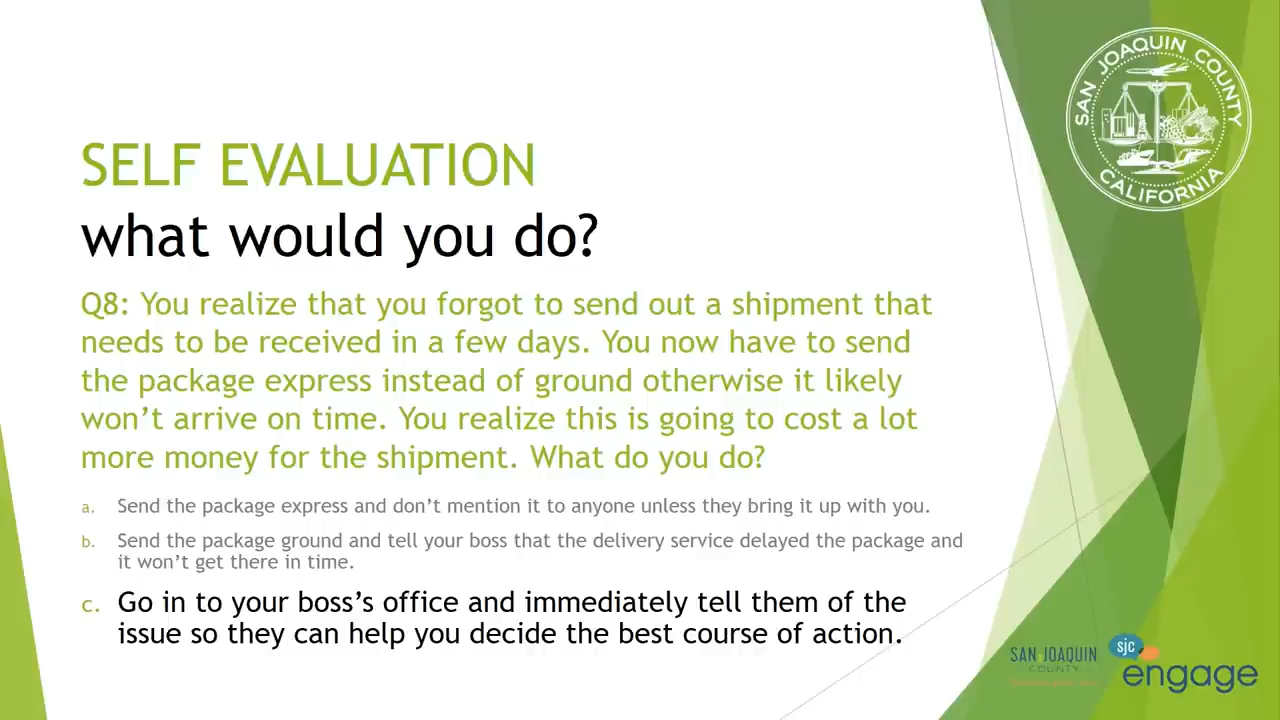 SAN JOAQUIN COUNTY
CALIFORNIA
SELF EVALUATION
what would you do?
Q8: You realize that you forgot to send out a shipment that
needs to be received in a few days. You now have to send
the package express instead of ground otherwise it likely
won’t arrive on time. You realize this is going to cost a lot
more money for the shipment. What do you do?
a. Send the package express and don’t mention it to anyone unless they bring it up with you.
b. Send the package ground and tell your boss that the delivery service delayed the package and
it won’t get there in time.
c. Go in to your boss’s office and immediately tell them of the
issue so they can help you decide the best course of action.
SAN JOAQUIN
COUNTY
sjc
engage